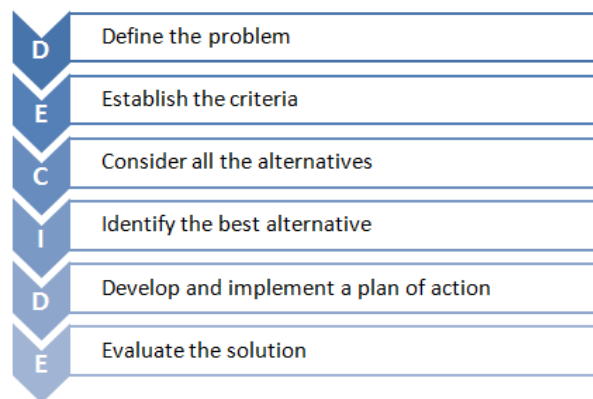 D Define the problem
E Establish the criteria
C Consider all the alternatives
I Identify the best alternative
D Develop and implement a plan of action
E Evaluate the solution